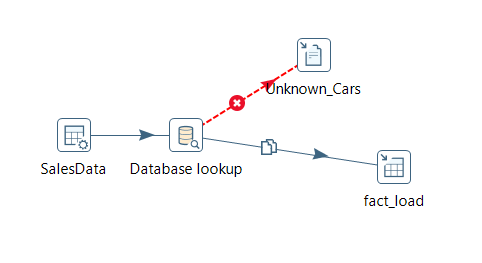 Unknown_Cars
SalesData
Database lookup
fact_load